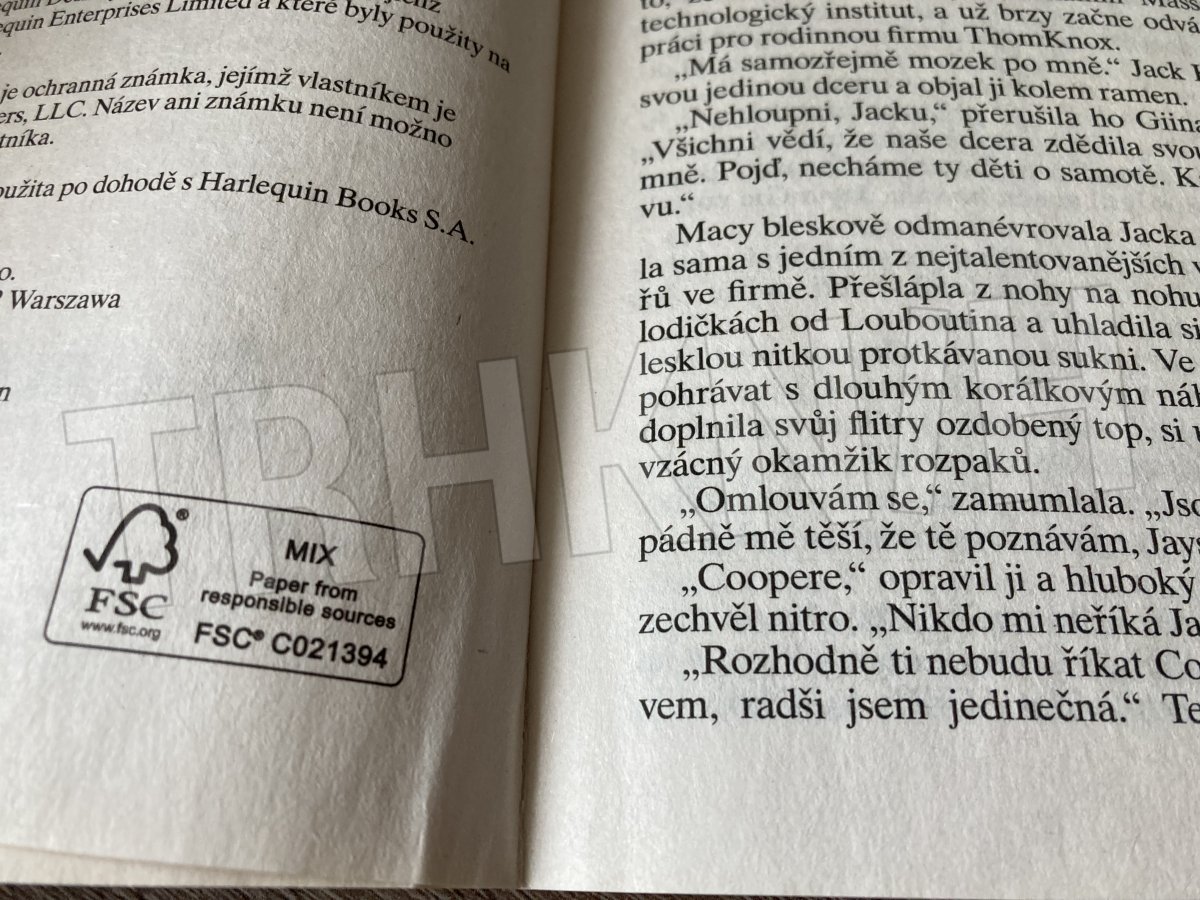 quin Enterprises Limited a které byly použity na
je ochranná známka, jejímž vlastníkem je
ers, LLC. Název ani známku není možno
tníka.
oužita po dohodě s Harlequin Books S.A.
o.
Warszawa
n
MIX
Paper from
responsible sources
FSC® C021394
®
FSC
www.fsc.org
technologický institut, a už brzy začne odvá
práci pro rodinnou firmu ThomKnox.
„Má samozřejmě mozek po mně.“ Jack
svou jedinou dceru a objal ji kolem ramen.
„Nehloupni, Jacku,“ přerušila ho Giina
„Všichni vědí, že naše dcera zdědila svou
mně. Pojď, necháme ty děti o samotě. K
vu.“
Macy bleskově odmanévrovala Jacka
la sama s jedním z nejtalentovanějších v
řů ve firmě. Přešlápla z nohy na nohu
lodičkách od Louboutina a uhladila si
lesklou nitkou protkávanou sukni. Ve
pohrávat s dlouhým korálkovým náh
doplnila svůj flitry ozdobený top, si u
vzácný okamžik rozpaků.
„Omlouvám se,“ zamumlala. „Jso
pádně mě těší, že tě poznávám, Jays
„Coopere,“ opravil ji a hluboký
zechvěl nitro. „Nikdo mi neříká Ja
„Rozhodně ti nebudu říkat Co
vem, radši jsem jedinečná.“ Te
TRHKNIŽ